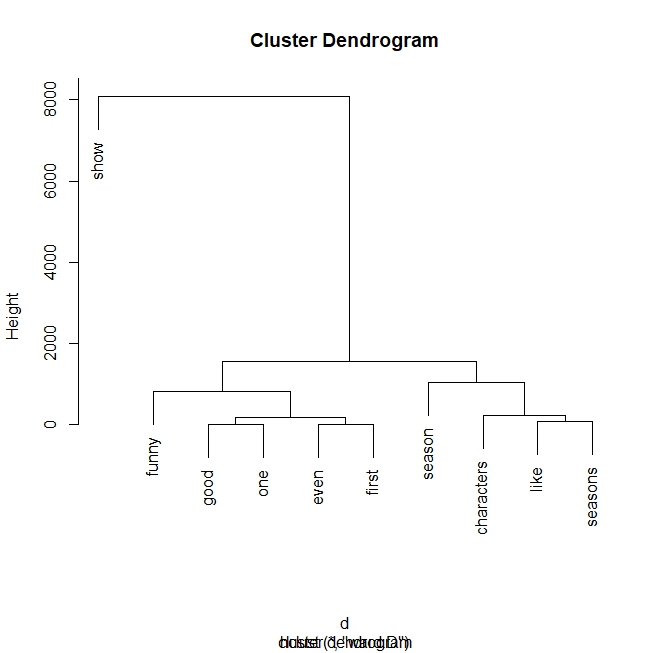 Cluster Dendrogram
Height
8000
6000
4000
2000
0
show
funny
good
one
even
first
season
characters
like
seasons
d